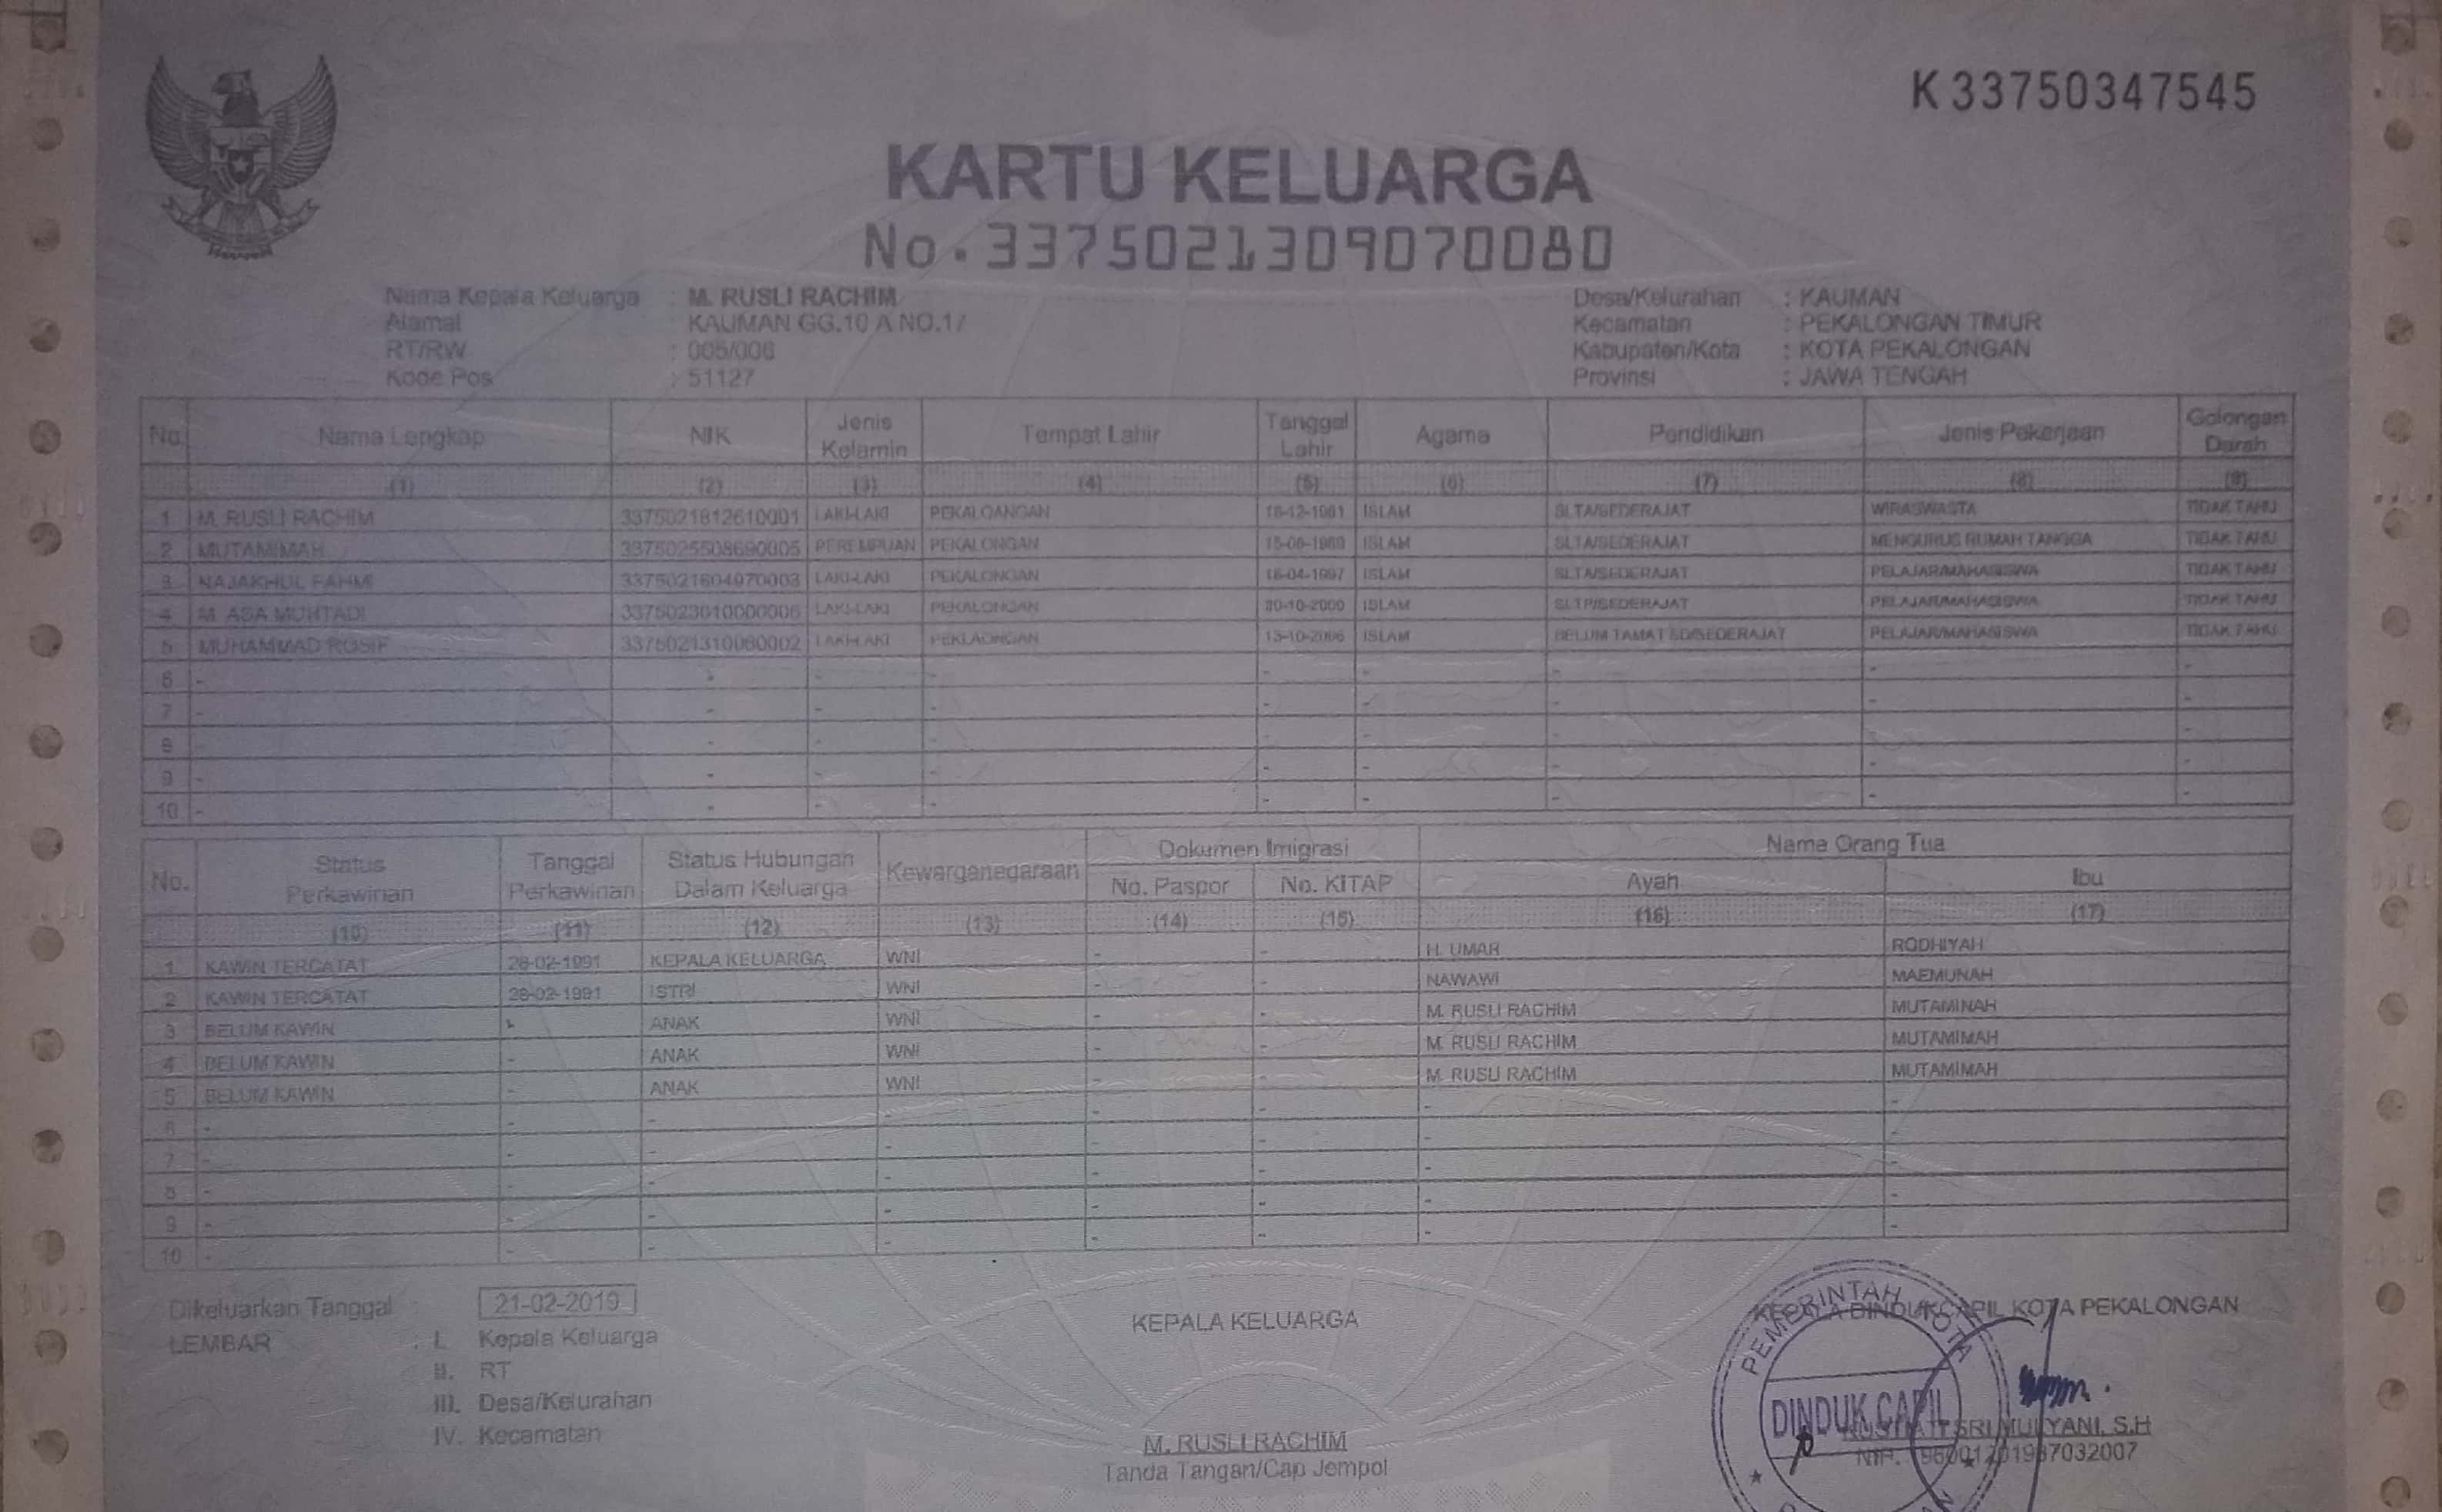 K 33750347545
KARTU KELUARGA
No. 3375021309070080
Nama Kepala Keluarga : M. RUSLI RACHIM
Alamat : KAUMAN GG.10 A NO.17
RT/RW : 005/006
Kode Pos : 51127
Desa/Kelurahan : KAUMAN
Kecamatan : PEKALONGAN TIMUR
Kabupaten/Kota : KOTA PEKALONGAN
Provinsi : JAWA TENGAH
No. Nama Lengkap NIK Jenis Kelamin Tempat Lahir Tanggal Lahir Agama Pendidikan Jenis Pekerjaan Golongan Darah
(1) (2) (3) (4) (5) (6) (7) (8) (9)
1 M. RUSLI RACHIM 3375021812610001 LAKI-LAKI PEKALOANGAN 18-12-1961 ISLAM SLTA/SEDERAJAT WIRASWASTA TIDAK TAHU
2 MUTAMIMAH 3375025508690005 PEREMPUAN PEKALONGAN ISLAM SLTA/SEDERAJAT MENGURUS RUMAH TANGGA TIDAK TAHU
3 NAJAKHUL FAHMI 3375021604970003 LAKI-LAKI PEKALONGAN 16-04-1997 ISLAM SLTA/SEDERAJAT PELAJAR/MAHASISWA TIDAK TAHU
4 M. ASA MUHTADI LAKI-LAKI PEKALONGAN 30-10-2000 ISLAM SLTP/SEDERAJAT PELAJAR/MAHASISWA TIDAK TAHU
5 MUHAMMAD ROSIF 3375021310060002 LAKI-LAKI PEKLAONGAN 13-10-2006 ISLAM BELUM TAMAT SD/SEDERAJAT PELAJAR/MAHASISWA TIDAK TAHU
6 - - - - - - - - -
7 - - - - - - - - -
8 - - - - - - - - -
9 - - - - - - - - -
10 - - - - - - - - -
No. Status Perkawinan Tanggal Perkawinan Status Hubungan Dalam Keluarga Kewarganegaraan Dokumen Imigrasi Nama Orang Tua
No. Paspor No. KITAP Ayah Ibu
(10) (11) (12) (13) (14) (15) (16) (17)
1 KAWIN TERCATAT 28-02-1991 KEPALA KELUARGA WNI - - H. UMAR RODHIYAH
2 KAWIN TERCATAT 28-02-1991 ISTRI WNI - - NAWAWI MAEMUNAH
3 BELUM KAWIN - ANAK WNI - - M. RUSLI RACHIM MUTAMINAH
4 BELUM KAWIN - ANAK WNI - - M. RUSLI RACHIM MUTAMIMAH
5 BELUM KAWIN - ANAK WNI - - M. RUSLI RACHIM MUTAMIMAH
6 - - - - - - - -
7 - - - - - - - -
8 - - - - - - - -
9 - - - - - - - -
10 - - - - - - - -
Dikeluarkan Tanggal : 21-02-2019
LEMBAR : I. Kepala Keluarga
II. RT
III. Desa/Kelurahan
IV. Kecamatan
KEPALA KELUARGA
M. RUSLI RACHIM
Tanda Tangan/Cap Jempol
KEPALA DINDUKCAPIL KOTA PEKALONGAN
PEMERINTAH KOTA
DINDUK CAPIL
SRI MULYANI, S.H
NIP.